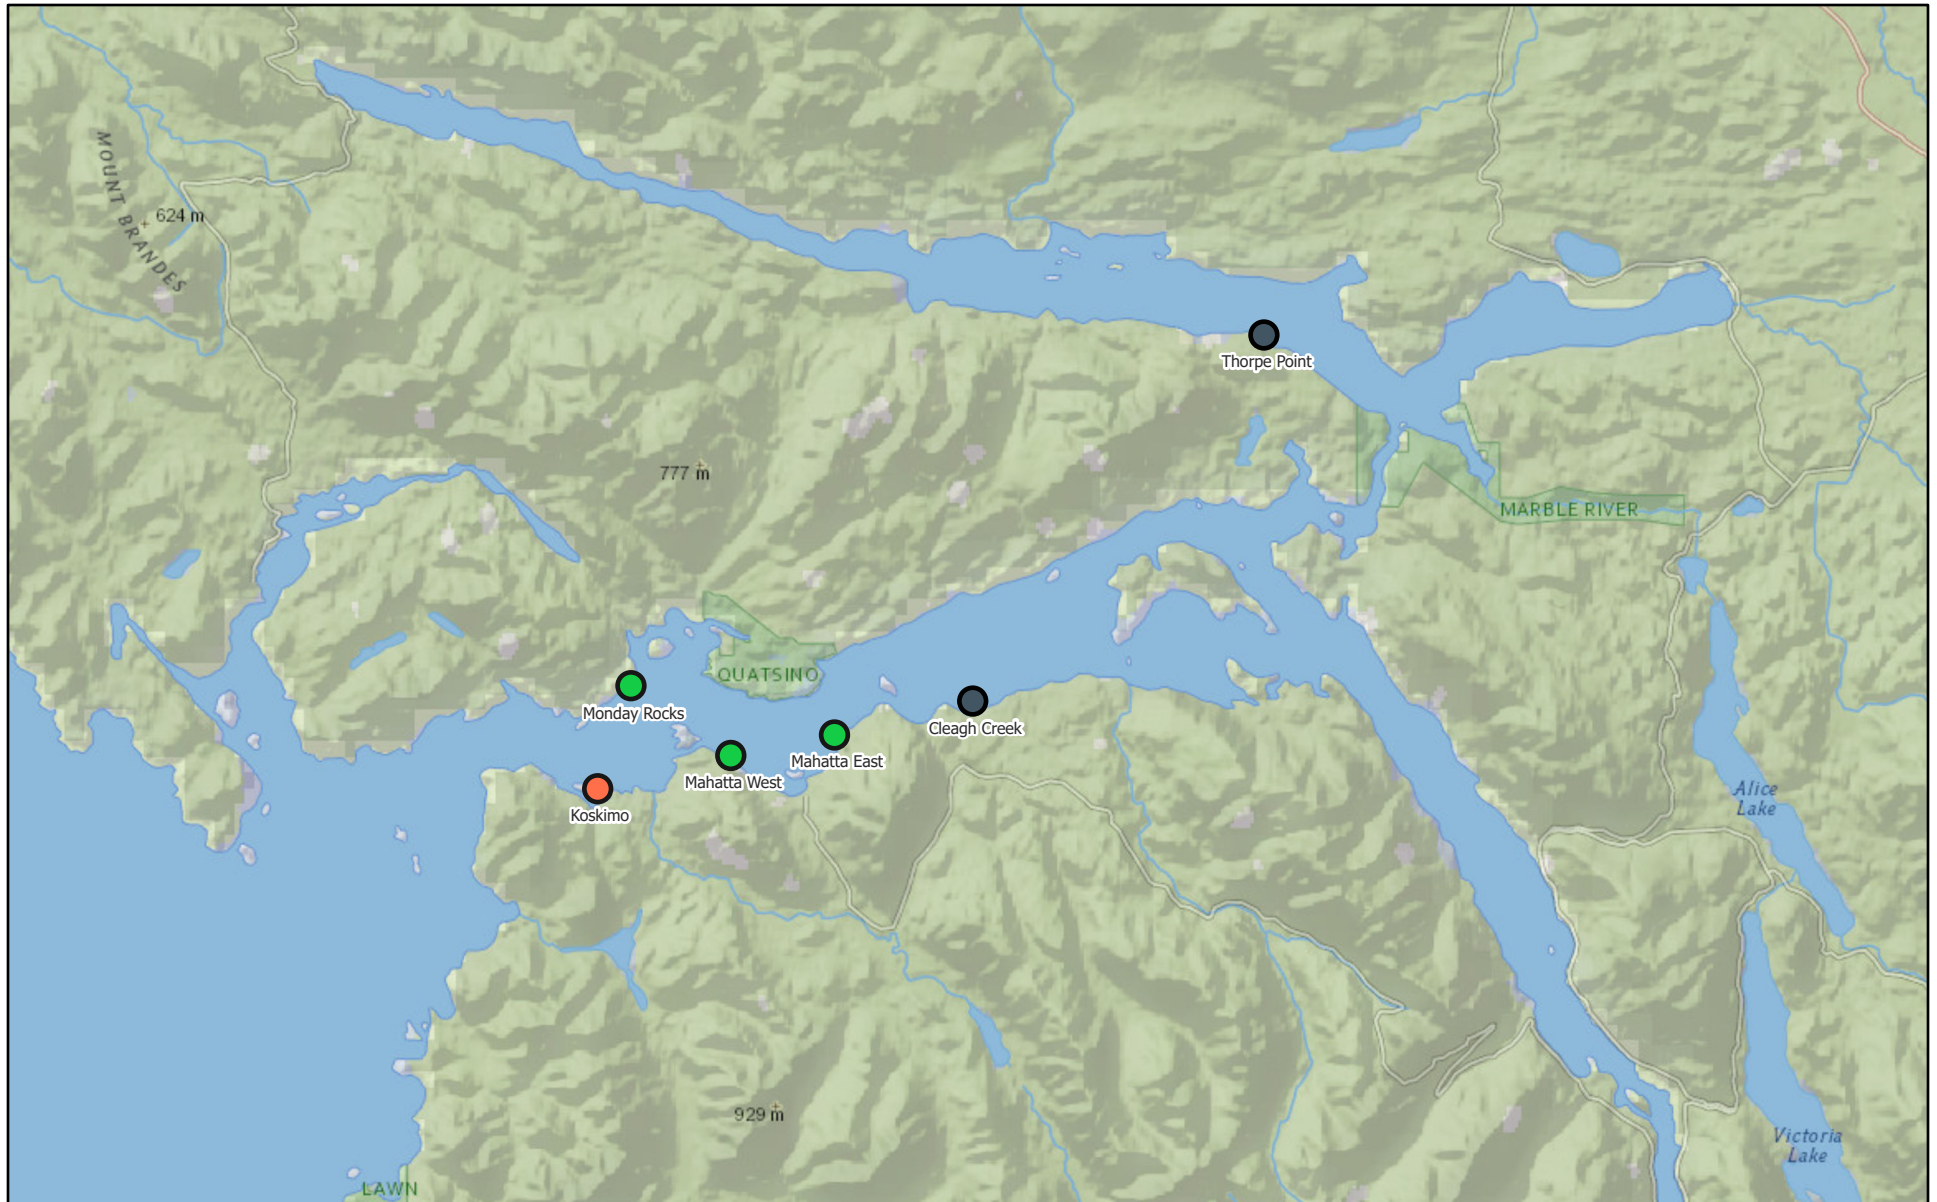 MOUNT BRANDES
624 m
Thorpe Point
777 m
MARBLE RIVER
QUATSINO
Monday Rocks
Cleagh Creek
Mahatta East
Mahatta West
Koskimo
Alice
Lake
929 m
Victoria
Lake
LAWN